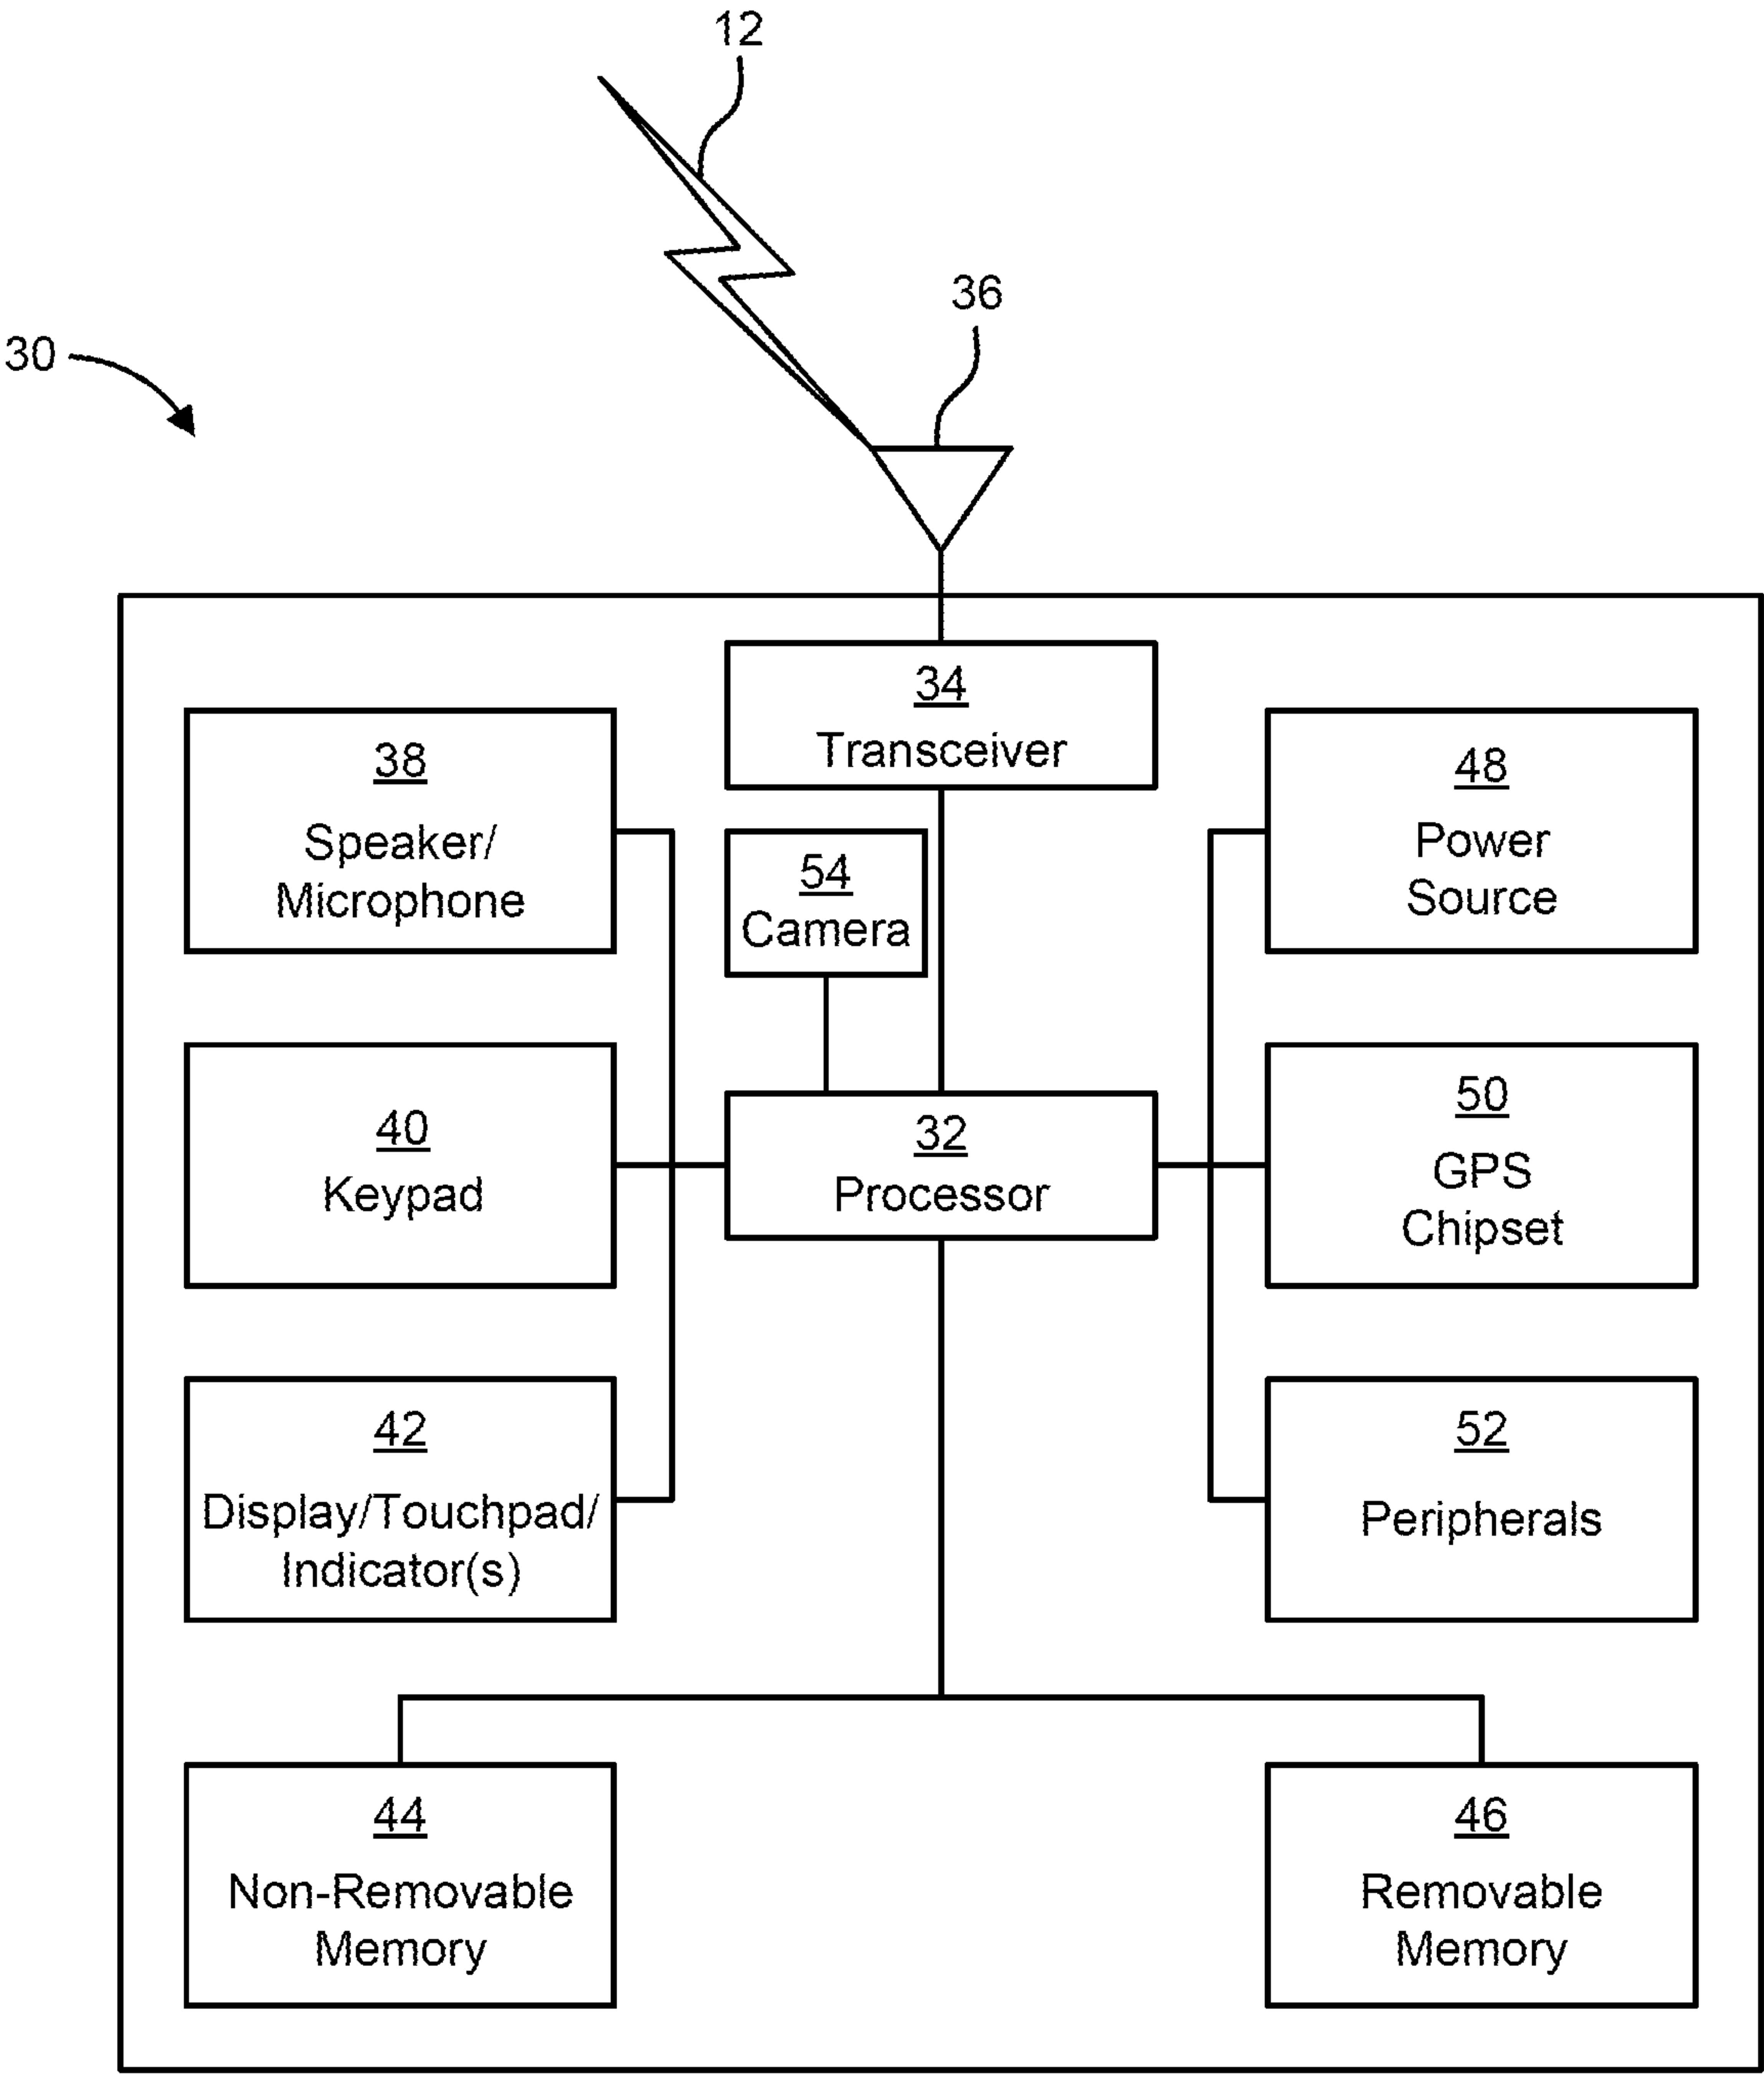 12
36
30
34
Transceiver
38
Speaker/
Microphone
48
Power
Source
54
Camera
40
Keypad
32
Processor
50
GPS
Chipset
42
Display/Touchpad/
Indicator(s)
52
Peripherals
44
Non-Removable
Memory
46
Removable
Memory